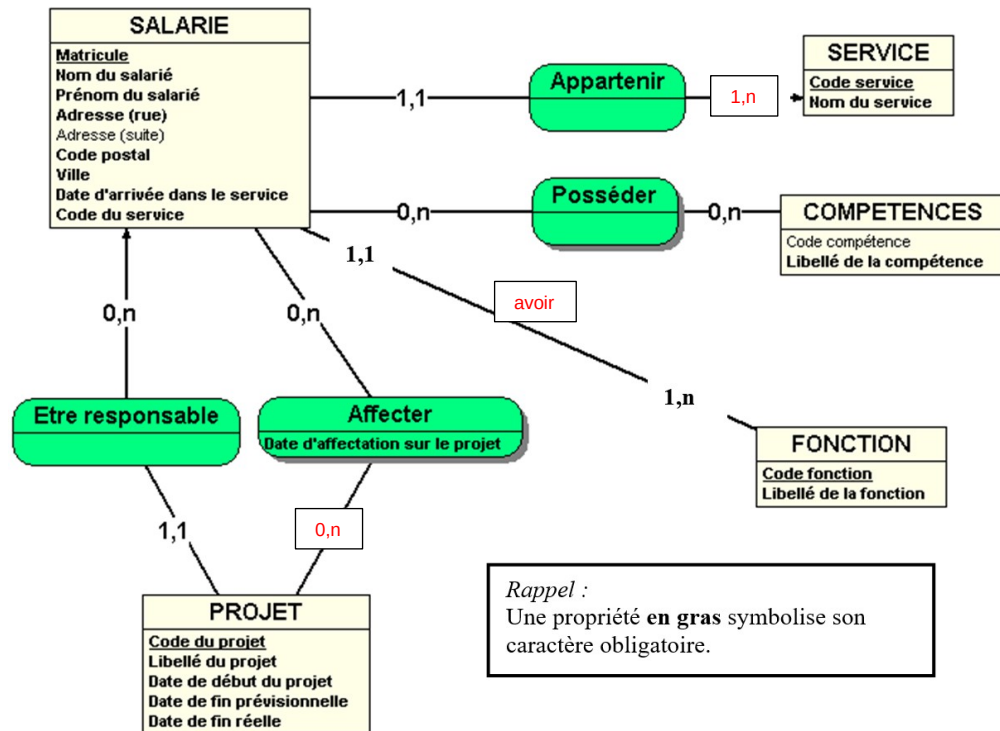 SALARIE
Matricule
Nom du salarié
Prénom du salarié
Adresse (rue)
Adresse (suite)
Code postal
Ville
Date d'arrivée dans le service
Code du service
1,1
Appartenir
1,n
SERVICE
Code service
Nom du service
0,n
Posséder
0,n
COMPETENCES
Code compétence
Libellé de la compétence
1,1
avoir
1,n
FONCTION
Code fonction
Libellé de la fonction
0,n
0,n
Etre responsable
Affecter
Date d'affectation sur le projet
1,1
0,n
PROJET
Code du projet
Libellé du projet
Date de début du projet
Date de fin prévisionnelle
Date de fin réelle
Rappel :
Une propriété en gras symbolise son
caractère obligatoire.